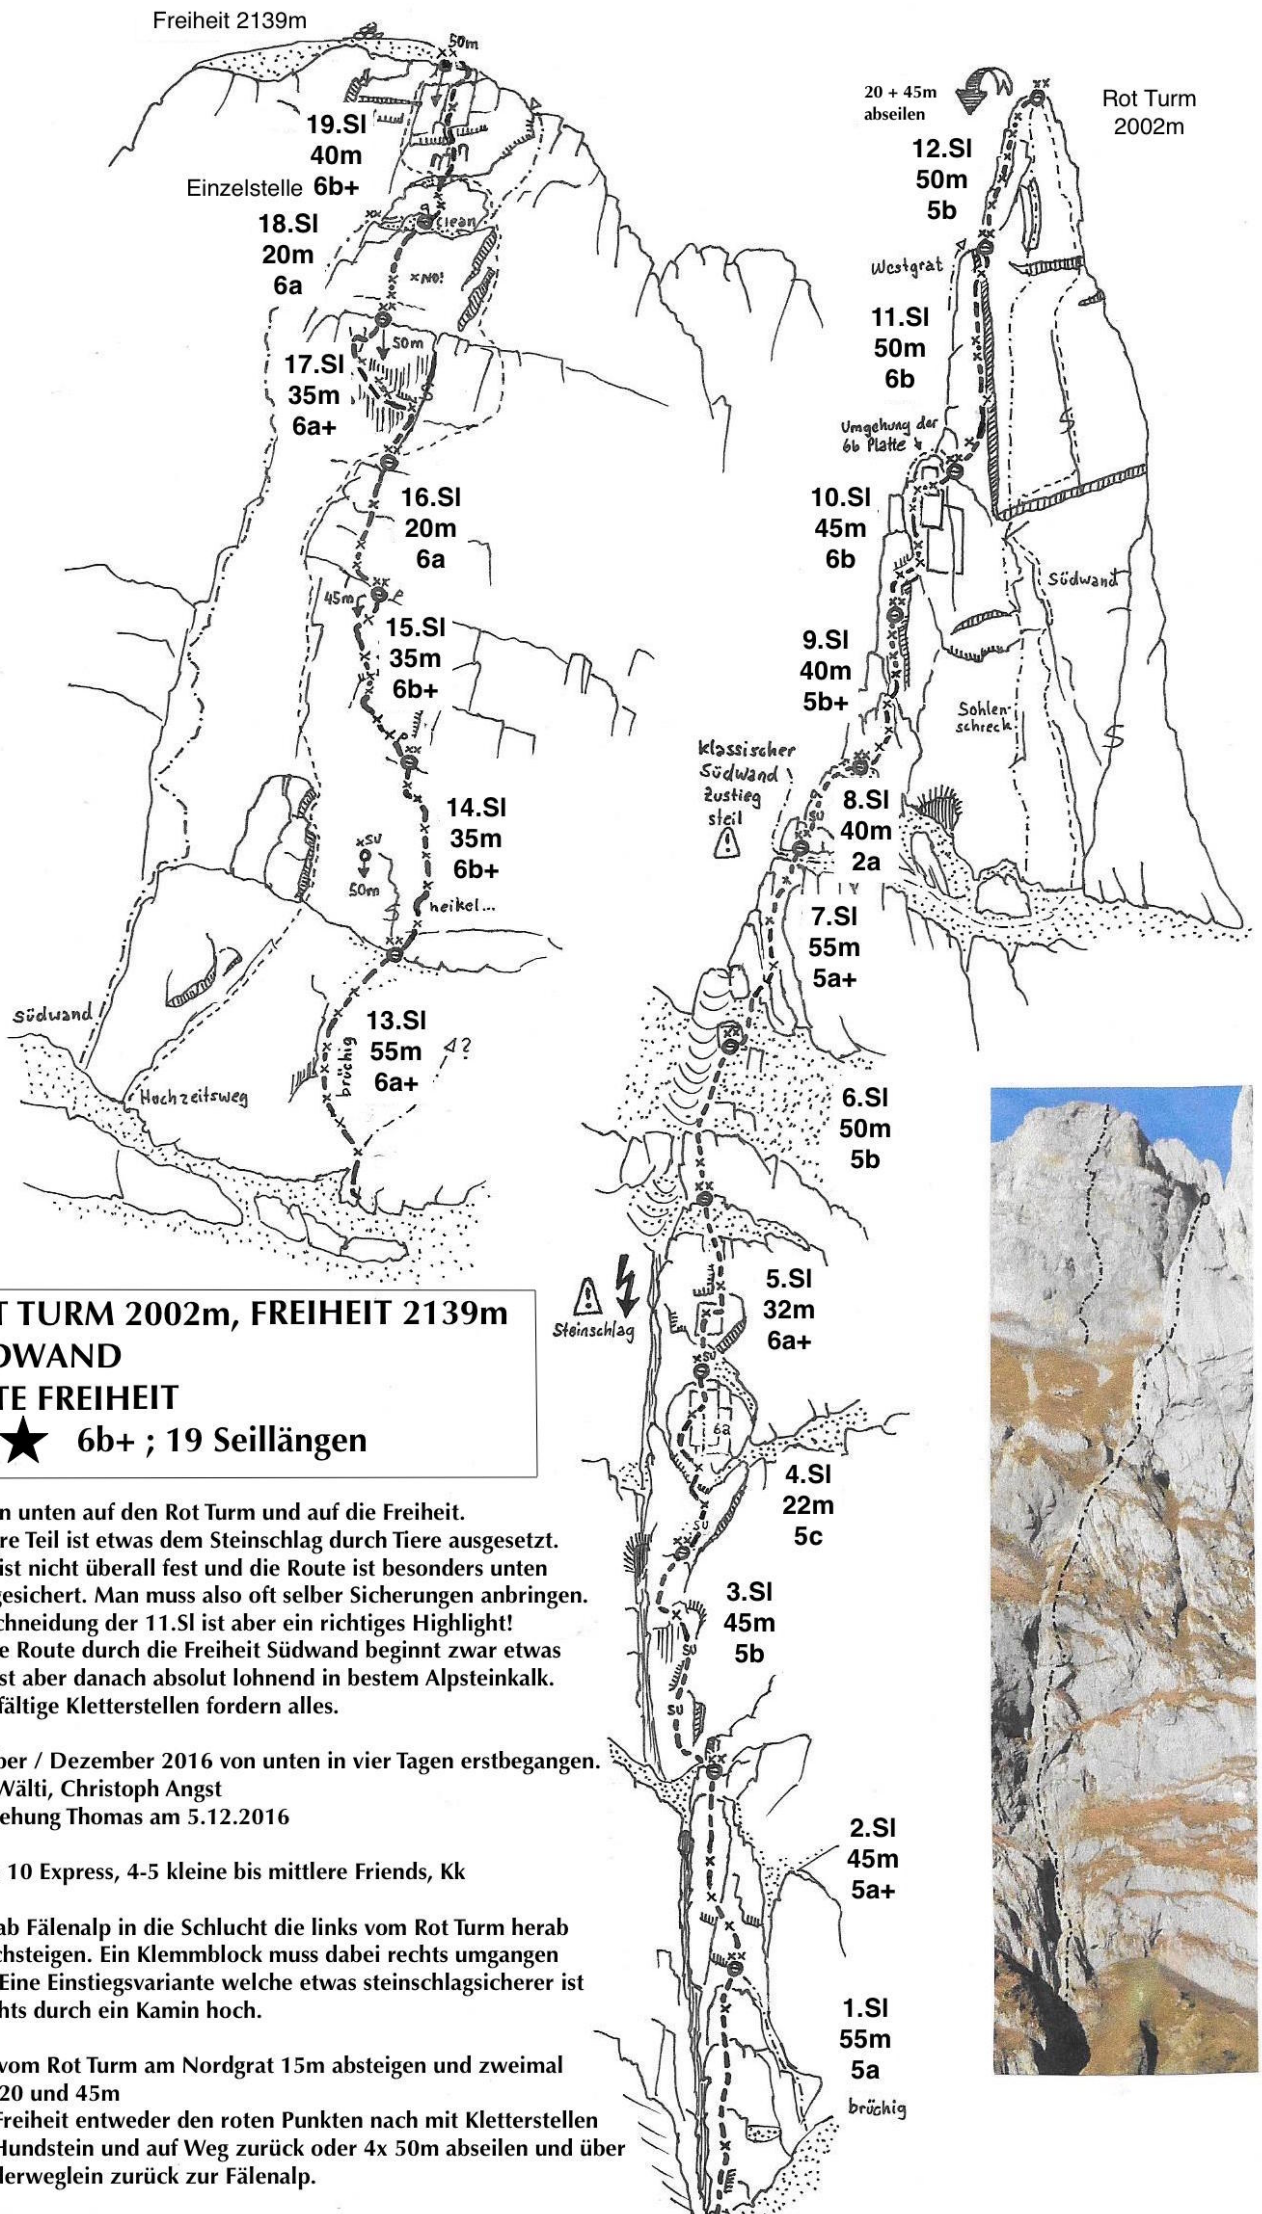 Freiheit 2139m
50m
19.Sl
40m
Einzelstelle 6b+
clean
18.Sl
20m
6a
NO!
50m
17.Sl
35m
6a+
16.Sl
20m
6a
45m
15.Sl
35m
6b+
14.Sl
35m
6b+
SU
50m
heikel...
Südwand
13.Sl
55m
6a+
brüchig
?
Hochzeitsweg
20 + 45m
abseilen
Rot Turm
2002m
12.Sl
50m
5b
Westgrat
11.Sl
50m
6b
Umgehung der
6b Platte
10.Sl
45m
6b
Südwand
9.Sl
40m
5b+
Sohlen-
schreck
klassischer
Südwand
Zustieg
steil
SU
8.Sl
40m
2a
7.Sl
55m
5a+
6.Sl
50m
5b
5.Sl
32m
6a+
Steinschlag
SU
6a
4.Sl
22m
5c
SU
3.Sl
45m
5b
SU
SU
2.Sl
45m
5a+
1.Sl
55m
5a
brüchig
T TURM 2002m, FREIHEIT 2139m
DWAND
TE FREIHEIT
★ 6b+ ; 19 Seillängen
n unten auf den Rot Turm und auf die Freiheit.
re Teil ist etwas dem Steinschlag durch Tiere ausgesetzt.
ist nicht überall fest und die Route ist besonders unten
gesichert. Man muss also oft selber Sicherungen anbringen.
chneidung der 11.Sl ist aber ein richtiges Highlight!
e Route durch die Freiheit Südwand beginnt zwar etwas
st aber danach absolut lohnend in bestem Alpsteinkalk.
fältige Kletterstellen fordern alles.
ber / Dezember 2016 von unten in vier Tagen erstbegangen.
Wälti, Christoph Angst
ehung Thomas am 5.12.2016
10 Express, 4-5 kleine bis mittlere Friends, Kk
ab Fälenalp in die Schlucht die links vom Rot Turm herab
chsteigen. Ein Klemmblock muss dabei rechts umgangen
Eine Einstiegsvariante welche etwas steinschlagsicherer ist
hts durch ein Kamin hoch.
vom Rot Turm am Nordgrat 15m absteigen und zweimal
20 und 45m
Freiheit entweder den roten Punkten nach mit Kletterstellen
Hundstein und auf Weg zurück oder 4x 50m abseilen und über
lerweglein zurück zur Fälenalp.